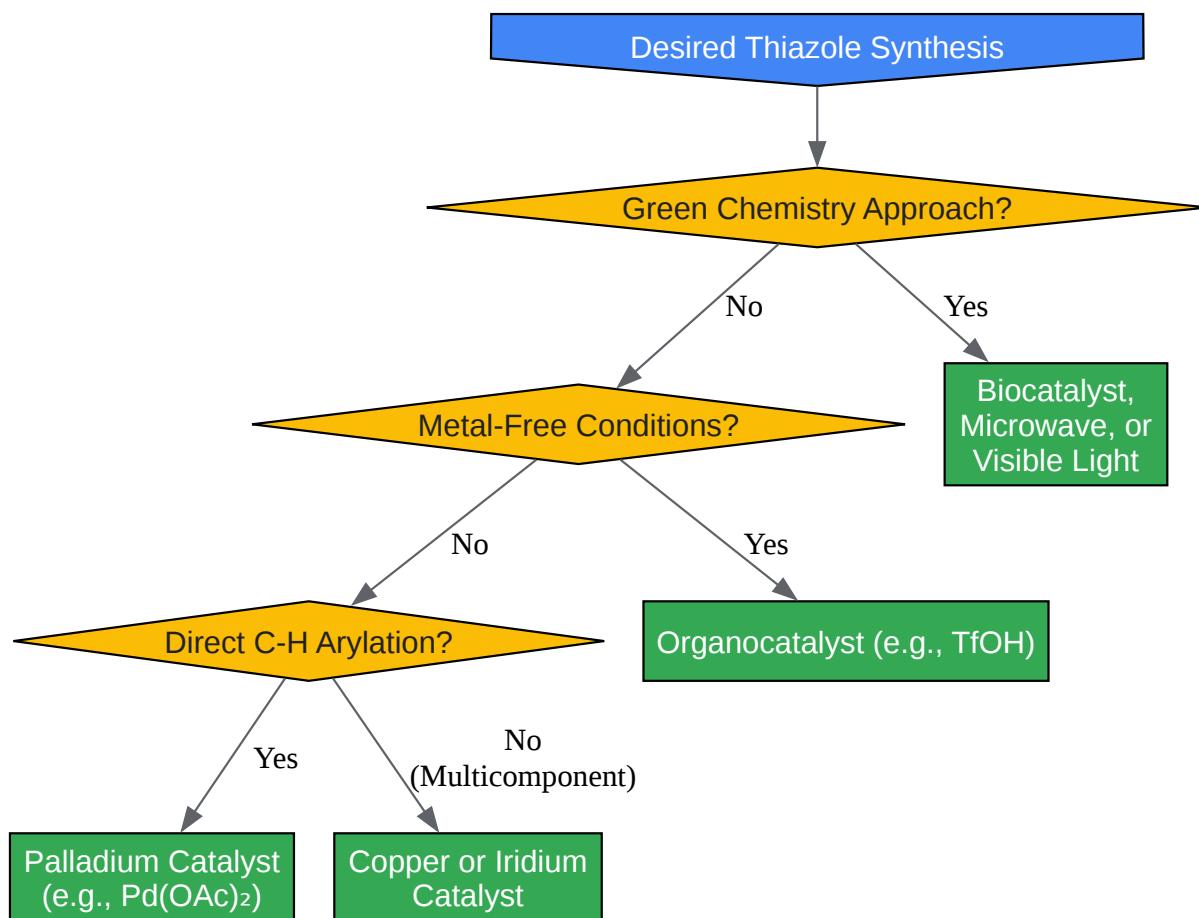 Desired Thiazole Synthesis
Green Chemistry Approach?
No
Yes
Biocatalyst,
Microwave, or
Visible Light
Metal-Free Conditions?
No
Yes
Direct C-H Arylation?
Organocatalyst (e.g., TfOH)
Yes
No
(Multicomponent)
Palladium Catalyst
(e.g., Pd(OAc)₂)
Copper or Iridium
Catalyst